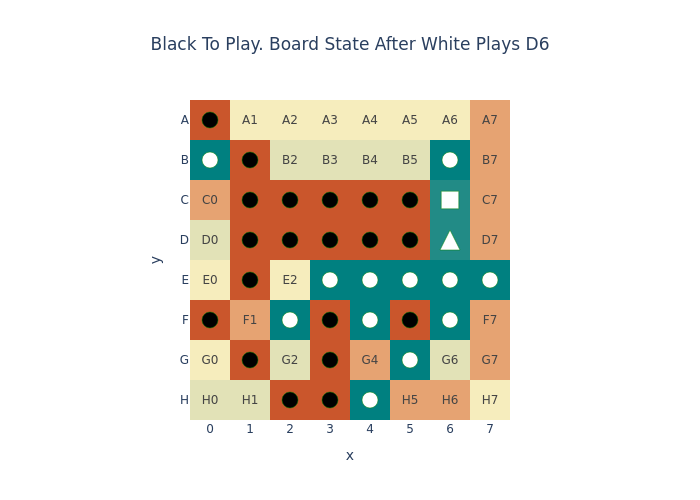 Black To Play. Board State After White Plays D6
A A1 A2 A3 A4 A5 A6 A7
B B2 B3 B4 B5 B7
C C0 C7
D D0 D7
E E0 E2
F F1 F7
G G0 G2 G4 G6 G7
H H0 H1 H5 H6 H7
0 1 2 3 4 5 6 7
x
y